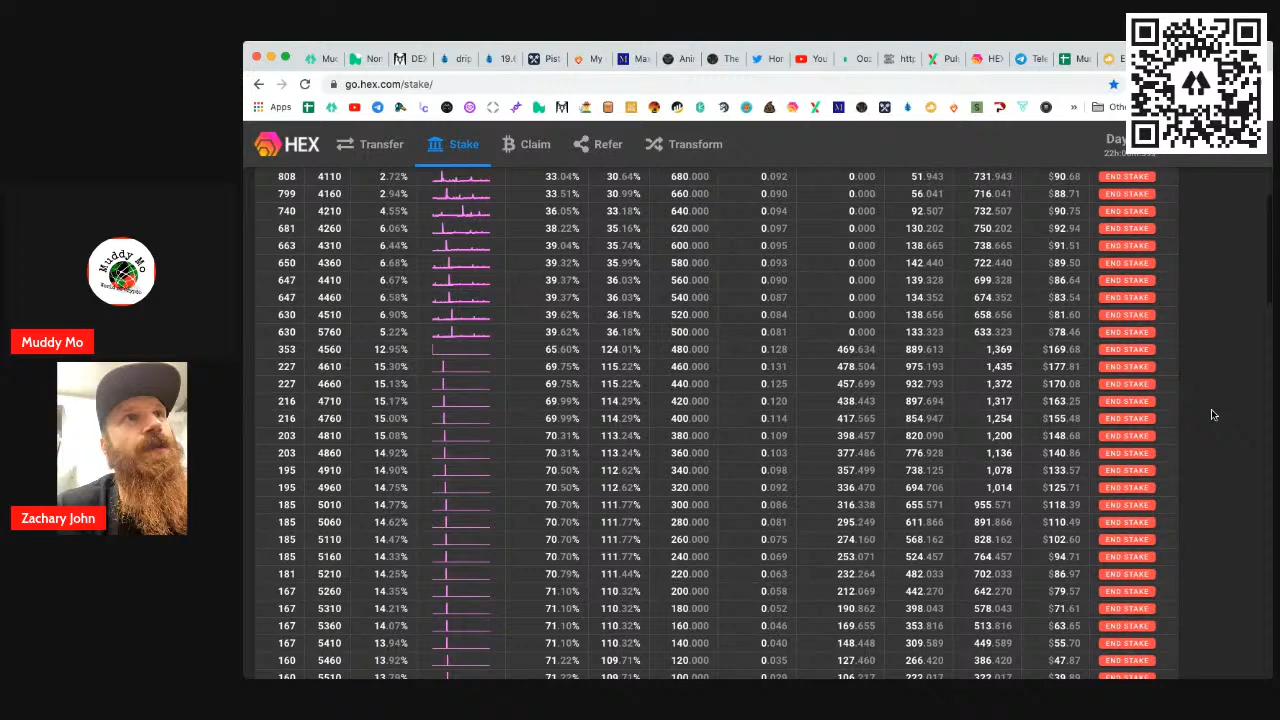 Muc
Nor
DEX
drip
19.0
Pist
My
Max
Anir
The
Hor
You
Ooz
http
Puls
HEX
Tele
Mud
go.hex.com/stake/
Apps
HEX
Transfer
Stake
Claim
Refer
Transform
808 4110 2.72% 33.04% 30.64% 680.000 0.092 0.000 51.943 731.943 $90.68 END STAKE
799 4160 2.94% 33.51% 30.99% 660.000 0.090 0.000 56.041 716.041 $88.71 END STAKE
740 4210 4.55% 36.05% 33.18% 640.000 0.094 0.000 92.507 732.507 $90.75 END STAKE
681 4260 6.06% 38.22% 35.16% 620.000 0.097 0.000 130.202 750.202 $92.94 END STAKE
663 4310 6.44% 39.04% 35.74% 600.000 0.095 0.000 138.665 738.665 $91.51 END STAKE
650 4360 6.68% 39.32% 35.99% 580.000 0.093 0.000 142.440 722.440 $89.50 END STAKE
647 4410 6.67% 39.37% 36.03% 560.000 0.090 0.000 139.328 699.328 $86.64 END STAKE
647 4460 6.58% 39.37% 36.03% 540.000 0.087 0.000 134.352 674.352 $83.54 END STAKE
630 4510 6.90% 39.62% 36.18% 520.000 0.084 0.000 138.656 658.656 $81.60 END STAKE
630 5760 5.22% 39.62% 36.18% 500.000 0.081 0.000 133.323 633.323 $78.46 END STAKE
353 4560 12.95% 65.60% 124.01% 480.000 0.128 469.634 889.613 1,369 $169.68 END STAKE
227 4610 15.30% 69.75% 115.22% 460.000 0.131 478.504 975.193 1,435 $177.81 END STAKE
227 4660 15.13% 69.75% 115.22% 440.000 0.125 457.699 932.793 1,372 $170.08 END STAKE
216 4710 15.17% 69.99% 114.29% 420.000 0.120 438.443 897.694 1,317 $163.25 END STAKE
216 4760 15.00% 69.99% 114.29% 400.000 0.114 417.565 854.947 1,254 $155.48 END STAKE
203 4810 15.08% 70.31% 113.24% 380.000 0.109 398.457 820.090 1,200 $148.68 END STAKE
203 4860 14.92% 70.31% 113.24% 360.000 0.103 377.486 776.928 1,136 $140.86 END STAKE
195 4910 14.90% 70.50% 112.62% 340.000 0.098 357.499 738.125 1,078 $133.57 END STAKE
195 4960 14.75% 70.50% 112.62% 320.000 0.092 336.470 694.706 1,014 $125.71 END STAKE
185 5010 14.77% 70.70% 111.77% 300.000 0.086 316.338 655.571 955.571 $118.39 END STAKE
185 5060 14.62% 70.70% 111.77% 280.000 0.081 295.249 611.866 891.866 $110.49 END STAKE
185 5110 14.47% 70.70% 111.77% 260.000 0.075 274.160 568.162 828.162 $102.60 END STAKE
185 5160 14.33% 70.70% 111.77% 240.000 0.069 253.071 524.457 764.457 $94.71 END STAKE
181 5210 14.25% 70.79% 111.44% 220.000 0.063 232.264 482.033 702.033 $86.97 END STAKE
167 5260 14.35% 71.10% 110.32% 200.000 0.058 212.069 442.270 642.270 $79.57 END STAKE
167 5310 14.21% 71.10% 110.32% 180.000 0.052 190.862 398.043 578.043 $71.61 END STAKE
167 5360 14.07% 71.10% 110.32% 160.000 0.046 169.655 353.816 513.816 $63.65 END STAKE
167 5410 13.94% 71.10% 110.32% 140.000 0.040 148.448 309.589 449.589 $55.70 END STAKE
160 5460 13.92% 71.22% 109.71% 120.000 0.035 127.460 266.420 386.420 $47.87 END STAKE
Muddy Mo
Muddy Mo
Zachary John